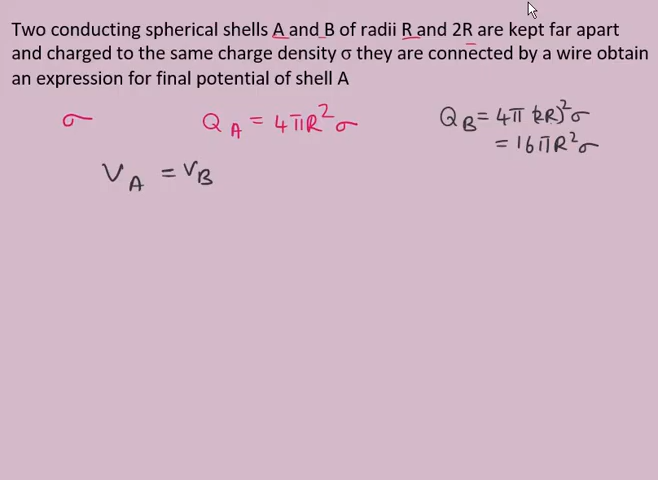 Two conducting spherical shells A and B of radii R and 2R are kept far apart
and charged to the same charge density σ they are connected by a wire obtain
an expression for final potential of shell A
σ
Q_A = 4πR²σ
Q_B = 4π(2R)²σ
= 16πR²σ
V_A = V_B